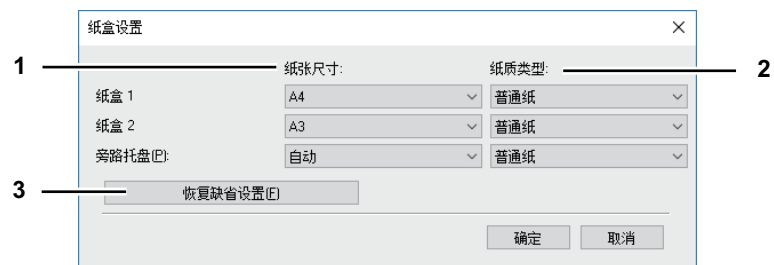 纸盒设置
1 纸张尺寸: 纸质类型: 2
纸盒 1 A4 普通纸
纸盒 2 A3 普通纸
旁路托盘(P): 自动 普通纸
3 恢复缺省设置(F)
确定 取消